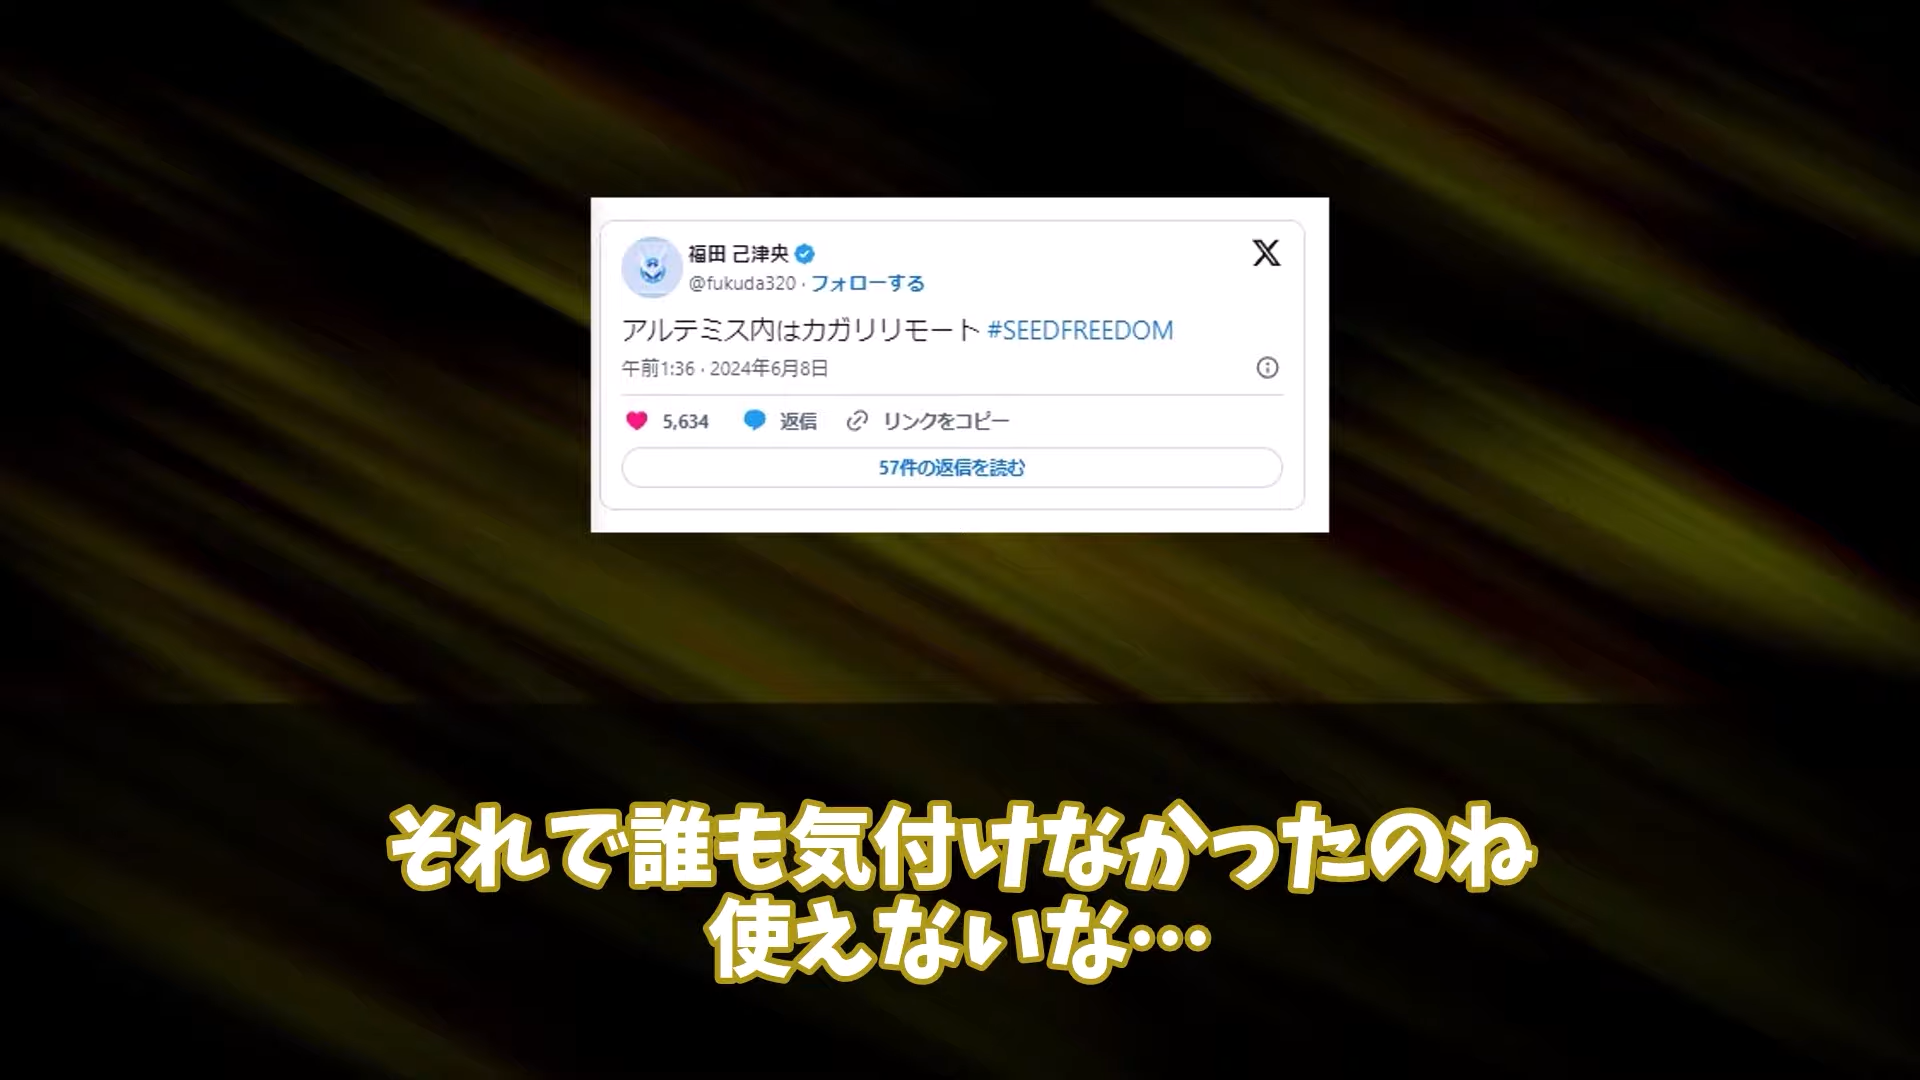 福田 己津央
@fukuda320・フォローする
アルテミス内はカガリリモート #SEEDFREEDOM
午前1:36・2024年6月8日
5,634 返信 リンクをコピー
57件の返信を読む
それで誰も気付けなかったのね
使えないな…